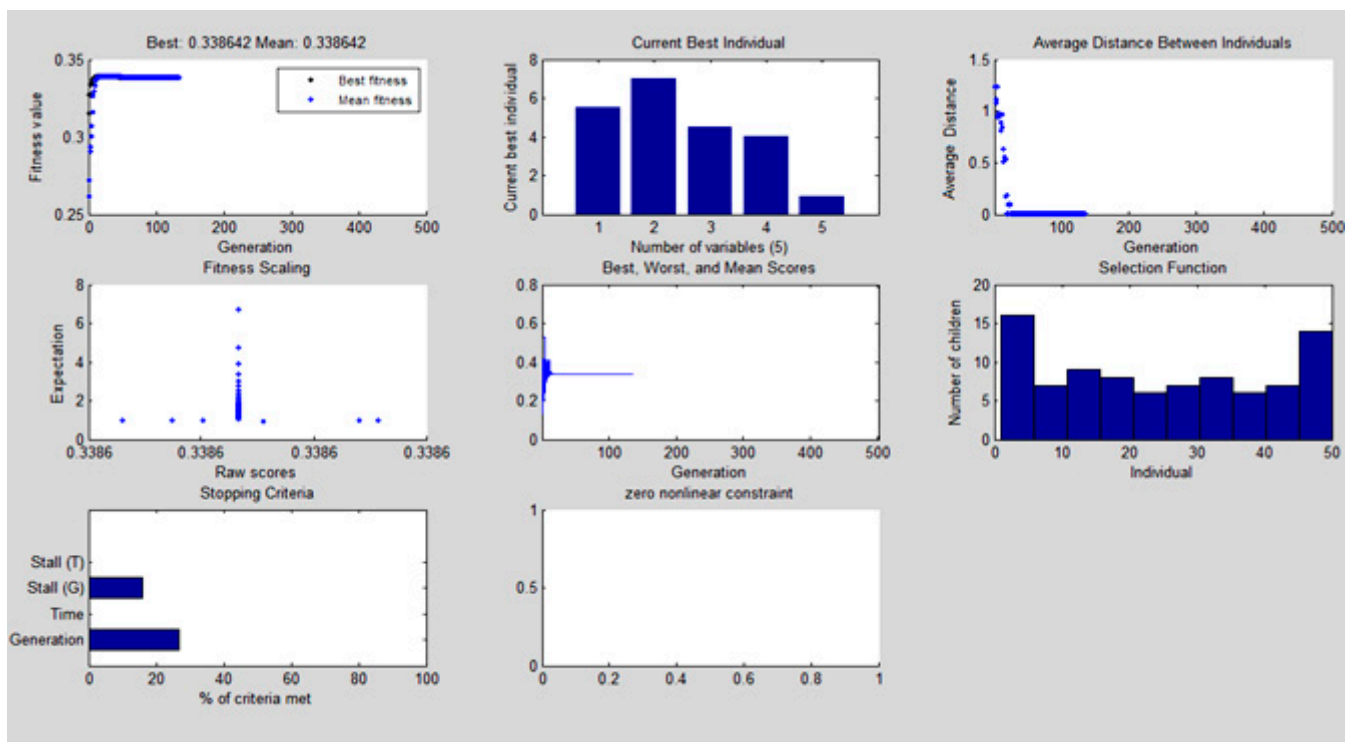 Best: 0.338642 Mean: 0.338642
0.35
0.3
0.25
Fitness value
Best fitness
Mean fitness
0 100 200 300 400 500
Generation
Current Best Individual
8
6
4
2
0
Current best individual
1 2 3 4 5
Number of variables (5)
Average Distance Between Individuals
1.5
1
0.5
0
Average Distance
0 100 200 300 400 500
Generation
Fitness Scaling
8
6
4
2
0
Expectation
0.3386 0.3386 0.3386 0.3386
Raw scores
Best, Worst, and Mean Scores
0.8
0.6
0.4
0.2
0
0 100 200 300 400 500
Generation
Selection Function
20
15
10
5
0
Number of children
10 20 30 40 50
Individual
Stopping Criteria
Stall (T)
Stall (G)
Time
Generation
0 20 40 60 80 100
% of criteria met
zero nonlinear constraint
1
0.5
0
0 0.2 0.4 0.6 0.8 1